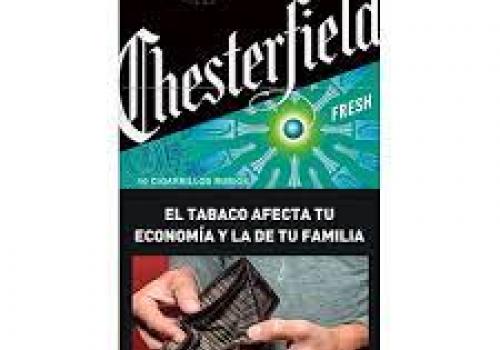 Chesterfield
FRESH
10 CIGARRILLOS RUBIOS
EL TABACO AFECTA TU
ECONOMÍA Y LA DE TU FAMILIA